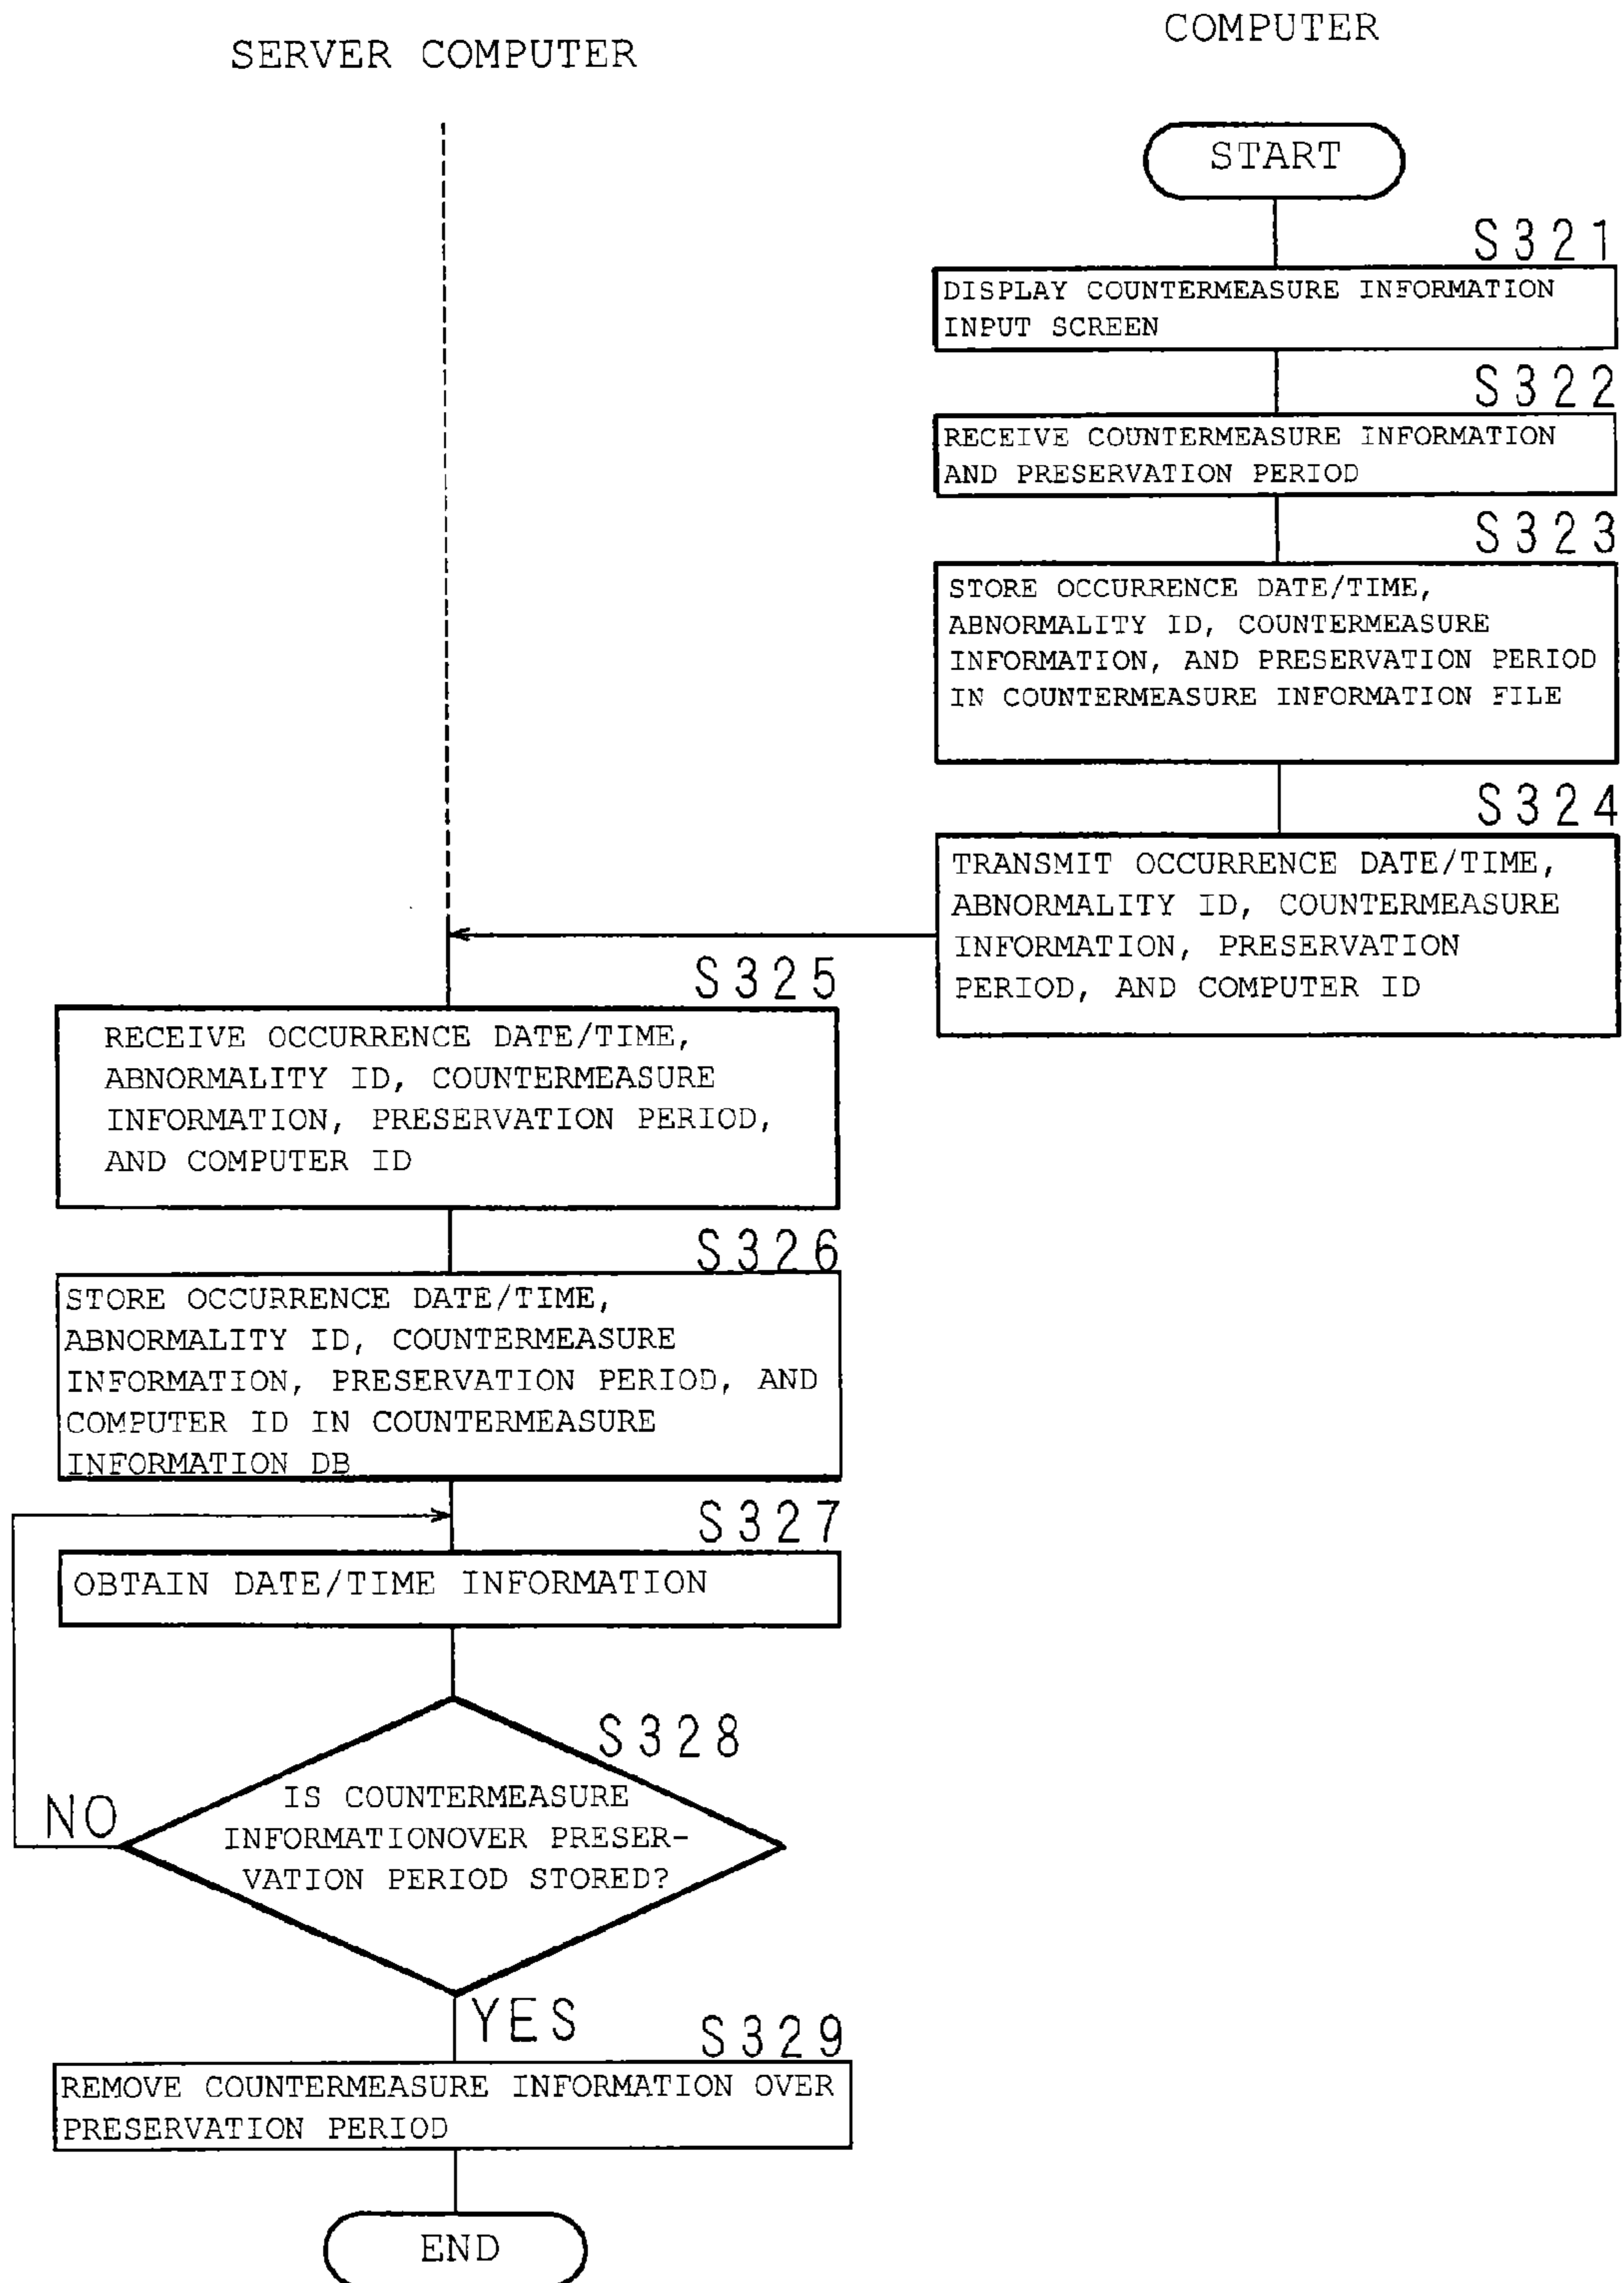 SERVER COMPUTER
COMPUTER
START
S321
DISPLAY COUNTERMEASURE INFORMATION
INPUT SCREEN
S322
RECEIVE COUNTERMEASURE INFORMATION
AND PRESERVATION PERIOD
S323
STORE OCCURRENCE DATE/TIME,
ABNORMALITY ID, COUNTERMEASURE
INFORMATION, AND PRESERVATION PERIOD
IN COUNTERMEASURE INFORMATION FILE
S324
TRANSMIT OCCURRENCE DATE/TIME,
ABNORMALITY ID, COUNTERMEASURE
INFORMATION, PRESERVATION
PERIOD, AND COMPUTER ID
S325
RECEIVE OCCURRENCE DATE/TIME,
ABNORMALITY ID, COUNTERMEASURE
INFORMATION, PRESERVATION PERIOD,
AND COMPUTER ID
S326
STORE OCCURRENCE DATE/TIME,
ABNORMALITY ID, COUNTERMEASURE
INFORMATION, PRESERVATION PERIOD, AND
COMPUTER ID IN COUNTERMEASURE
INFORMATION DB
S327
OBTAIN DATE/TIME INFORMATION
S328
IS COUNTERMEASURE
INFORMATIONOVER PRESER-
VATION PERIOD STORED?
NO
YES
S329
REMOVE COUNTERMEASURE INFORMATION OVER
PRESERVATION PERIOD
END